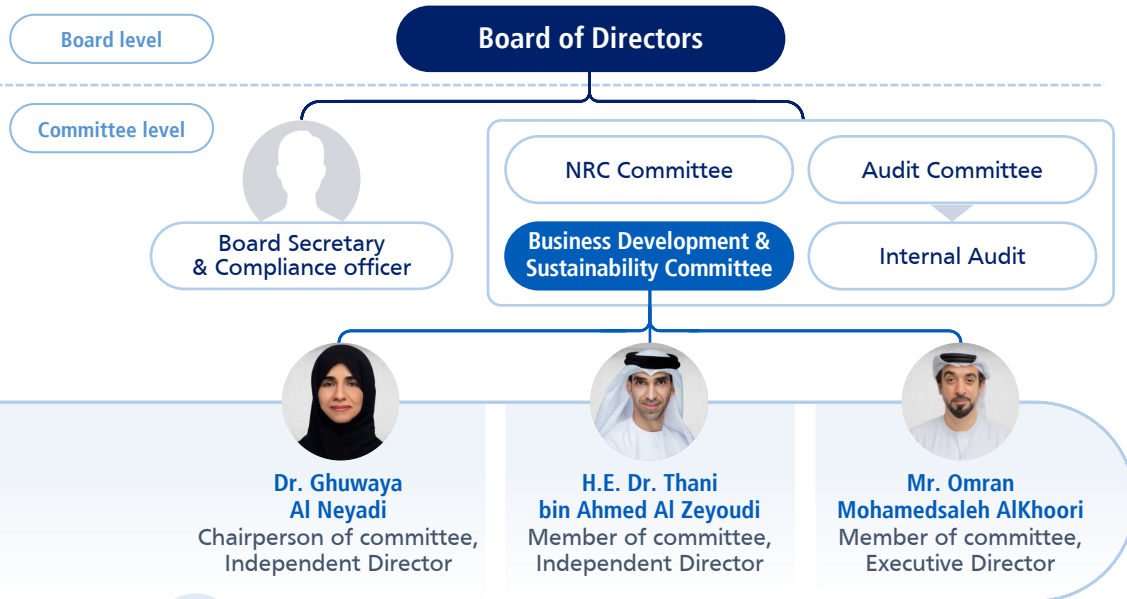 Board level
Board of Directors
Committee level
NRC Committee
Audit Committee
Board Secretary
& Compliance officer
Business Development &
Sustainability Committee
Internal Audit
Dr. Ghuwaya
Al Neyadi
Chairperson of committee,
Independent Director
H.E. Dr. Thani
bin Ahmed Al Zeyoudi
Member of committee,
Independent Director
Mr. Omran
Mohamedsaleh AlKhoori
Member of committee,
Executive Director